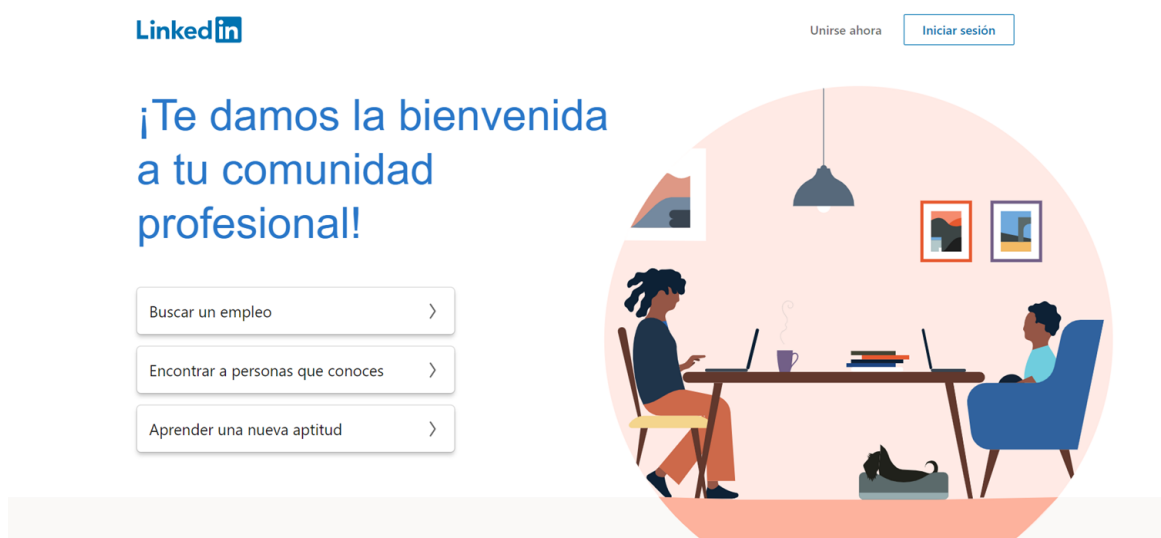 LinkedIn
Unirse ahora
Iniciar sesión
¡Te damos la bienvenida
a tu comunidad
profesional!
Buscar un empleo
Encontrar a personas que conoces
Aprender una nueva aptitud